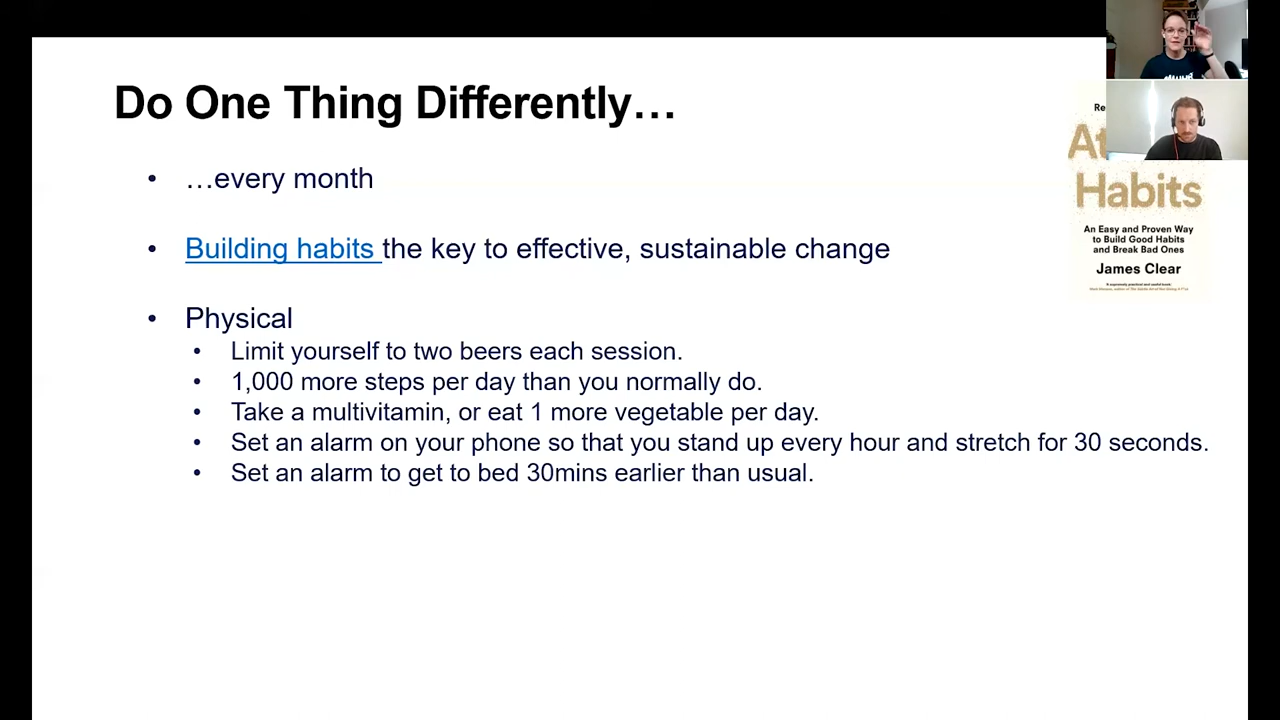 Do One Thing Differently…
• …every month
• Building habits the key to effective, sustainable change
• Physical
• Limit yourself to two beers each session.
• 1,000 more steps per day than you normally do.
• Take a multivitamin, or eat 1 more vegetable per day.
• Set an alarm on your phone so that you stand up every hour and stretch for 30 seconds.
• Set an alarm to get to bed 30mins earlier than usual.
Habits
An Easy and Proven Way
to Build Good Habits
and Break Bad Ones
James Clear